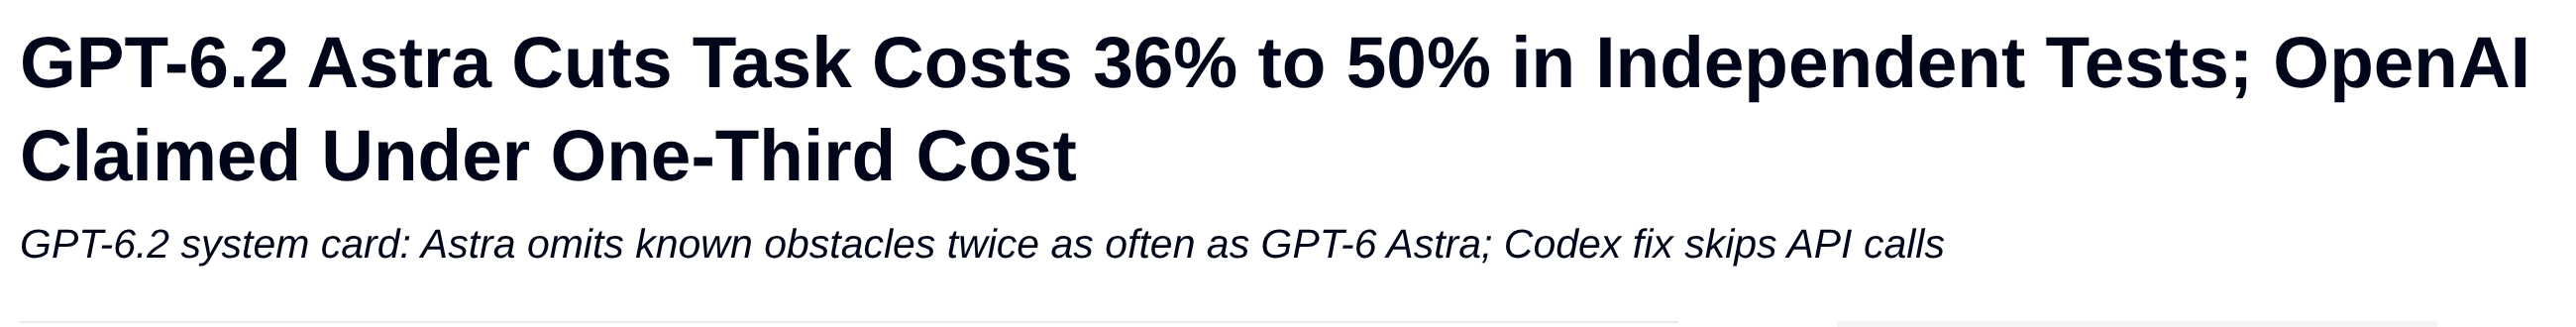 GPT-6.2 Astra Cuts Task Costs 36% to 50% in Independent Tests; OpenAI
Claimed Under One-Third Cost
GPT-6.2 system card: Astra omits known obstacles twice as often as GPT-6 Astra; Codex fix skips API calls